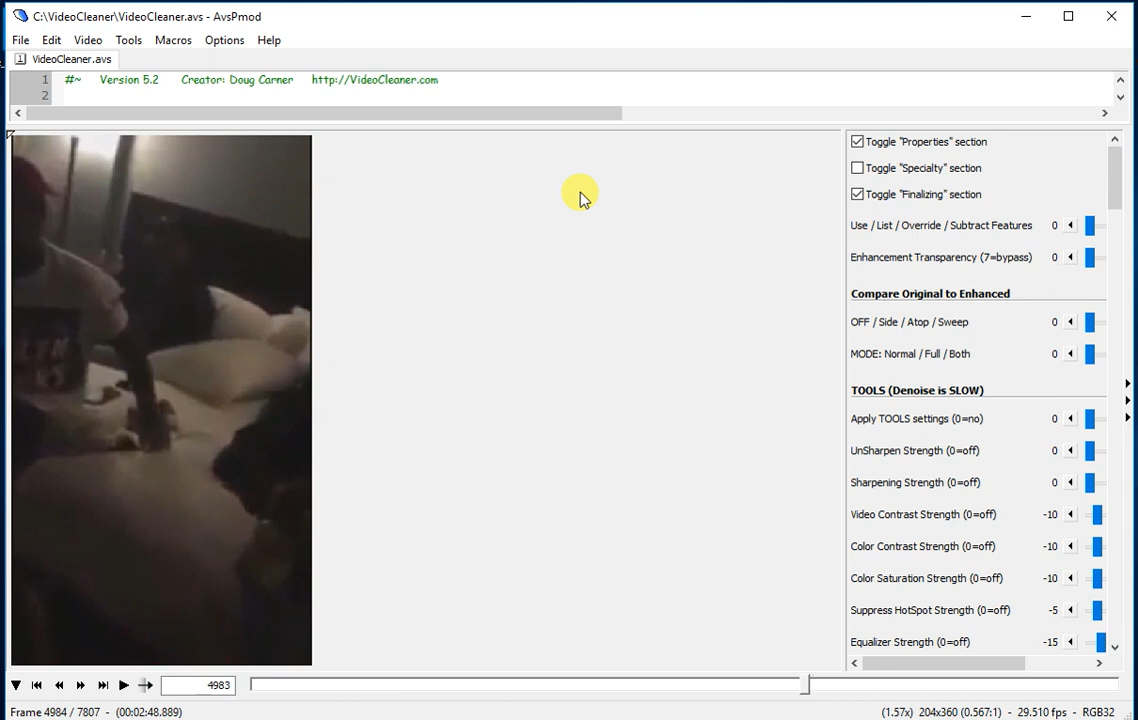 C:\VideoCleaner\VideoCleaner.avs - AvsPmod
File Edit Video Tools Macros Options Help
1 VideoCleaner.avs
1 #~ Version 5.2 Creator: Doug Carner http://VideoCleaner.com
2
Toggle "Properties" section
Toggle "Specialty" section
Toggle "Finalizing" section
Use / List / Override / Subtract Features 0
Enhancement Transparency (7=bypass) 0
Compare Original to Enhanced
OFF / Side / Atop / Sweep 0
MODE: Normal / Full / Both 0
TOOLS (Denoise is SLOW)
Apply TOOLS settings (0=no) 0
UnSharpen Strength (0=off) 0
Sharpening Strength (0=off) 0
Video Contrast Strength (0=off) -10
Color Contrast Strength (0=off) -10
Color Saturation Strength (0=off) -10
Suppress HotSpot Strength (0=off) -5
Equalizer Strength (0=off) -15
4983
Frame 4984 / 7807 - (00:02:48.889) (1.57x) 204x360 (0.567:1) - 29.510 fps - RGB32